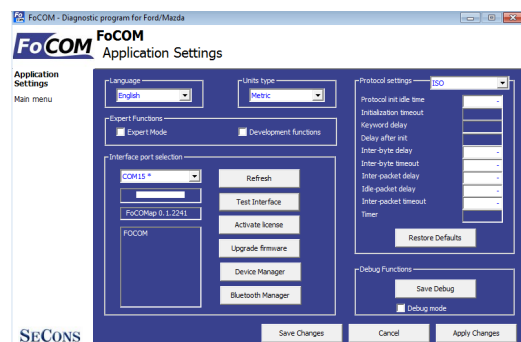 FoCOM - Diagnostic program for Ford/Mazda
FoCOM
FoCOM
Application Settings
Application
Settings
Main menu
Language
English
Units type
Metric
Expert Functions
Expert Mode
Development functions
Interface port selection
COM15 *
Refresh
Test Interface
FoCOMap 0.1.2241
Activate license
FOCOM
Upgrade firmware
Device Manager
Bluetooth Manager
Protocol settings
ISO
Protocol init idle time
-
Initialization timeout
Keyword delay
Delay after init
Inter-byte delay
-
Inter-byte timeout
-
Inter-packet delay
-
Idle-packet delay
-
Inter-packet timeout
-
Timer
Restore Defaults
Debug Functions
Save Debug
Debug mode
SECONS
Save Changes
Cancel
Apply Changes